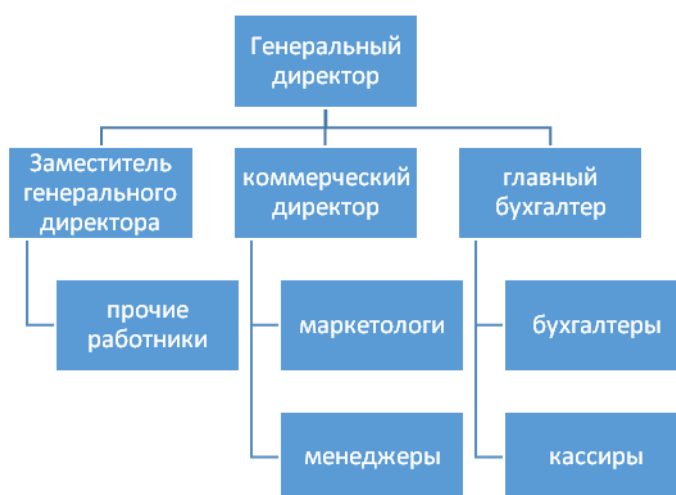 Генеральный
директор
Заместитель
генерального
директора
коммерческий
директор
главный
бухгалтер
прочие
работники
маркетологи
бухгалтеры
менеджеры
кассиры